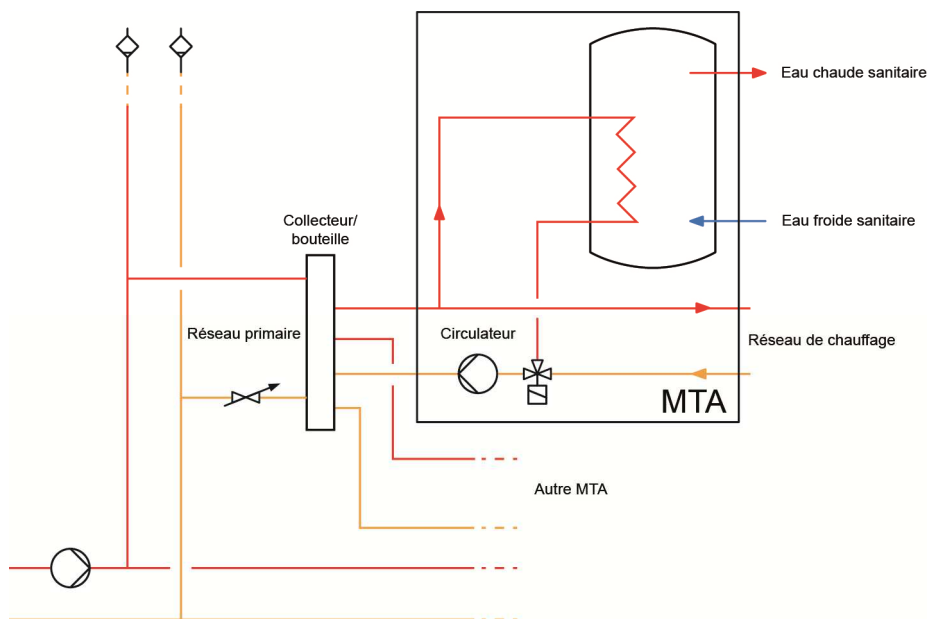 Eau chaude sanitaire
Collecteur/
bouteille
Eau froide sanitaire
Réseau primaire
Circulateur
Réseau de chauffage
MTA
Autre MTA